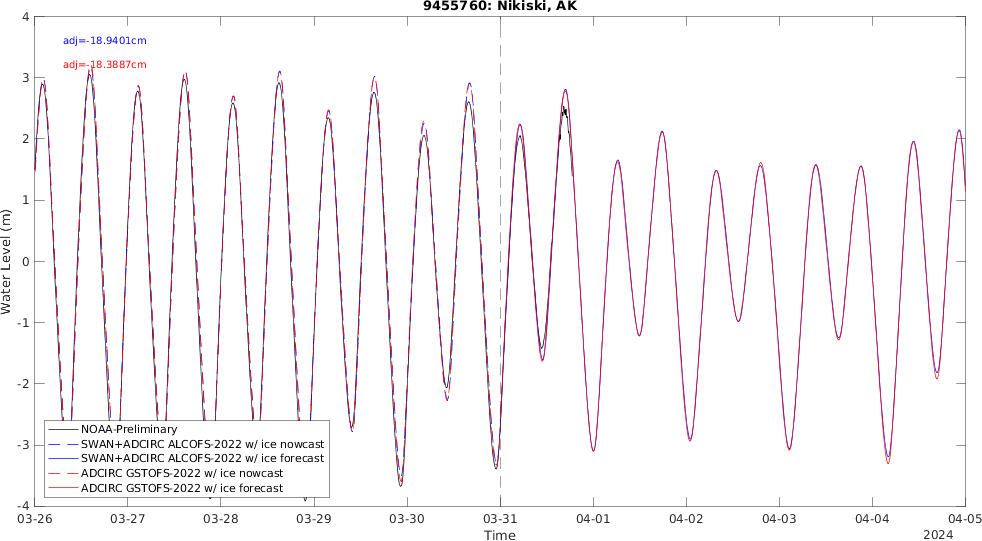 9455760: Nikiski, AK
adj=-18.9401cm
adj=-18.3887cm
4
3
2
1
0
-1
-2
-3
-4
Water Level (m)
NOAA-Preliminary
SWAN+ADCIRC ALCOFS-2022 w/ ice nowcast
SWAN+ADCIRC ALCOFS-2022 w/ ice forecast
ADCIRC GSTOFS-2022 w/ ice nowcast
ADCIRC GSTOFS-2022 w/ ice forecast
03-26 03-27 03-28 03-29 03-30 03-31 04-01 04-02 04-03 04-04 04-05
Time
2024